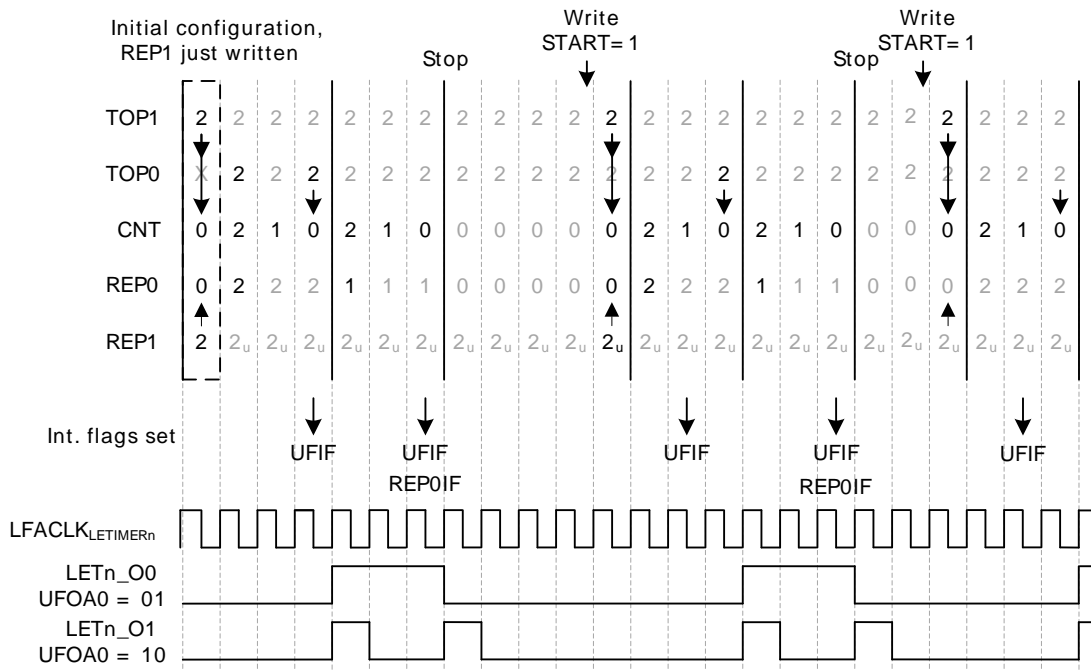 Initial configuration,
REP1 just written
Stop
Write
START= 1
Stop
Write
START= 1
TOP1 2 2 2 2 2 2 2 2 2 2 2 2 2 2 2 2 2 2 2 2 2 2 2 2
TOP0 X 2 2 2 2 2 2 2 2 2 2 2 2 2 2 2 2 2 2 2 2 2 2 2
CNT 0 2 1 0 2 1 0 0 0 0 0 0 2 1 0 2 1 0 0 0 0 2 1 0
REP0 0 2 2 2 1 1 1 0 0 0 0 0 2 2 2 1 1 1 0 0 0 2 2 2
REP1 2 2u 2u 2u 2u 2u 2u 2u 2u 2u 2u 2u 2u 2u 2u 2u 2u 2u 2u 2u 2u 2u 2u 2u
Int. flags set
UFIF UFIF UFIF UFIF UFIF
REP0IF REP0IF
LFACLKLETIMERn
LETn_O0
UFOA0 = 01
LETn_O1
UFOA0 = 10